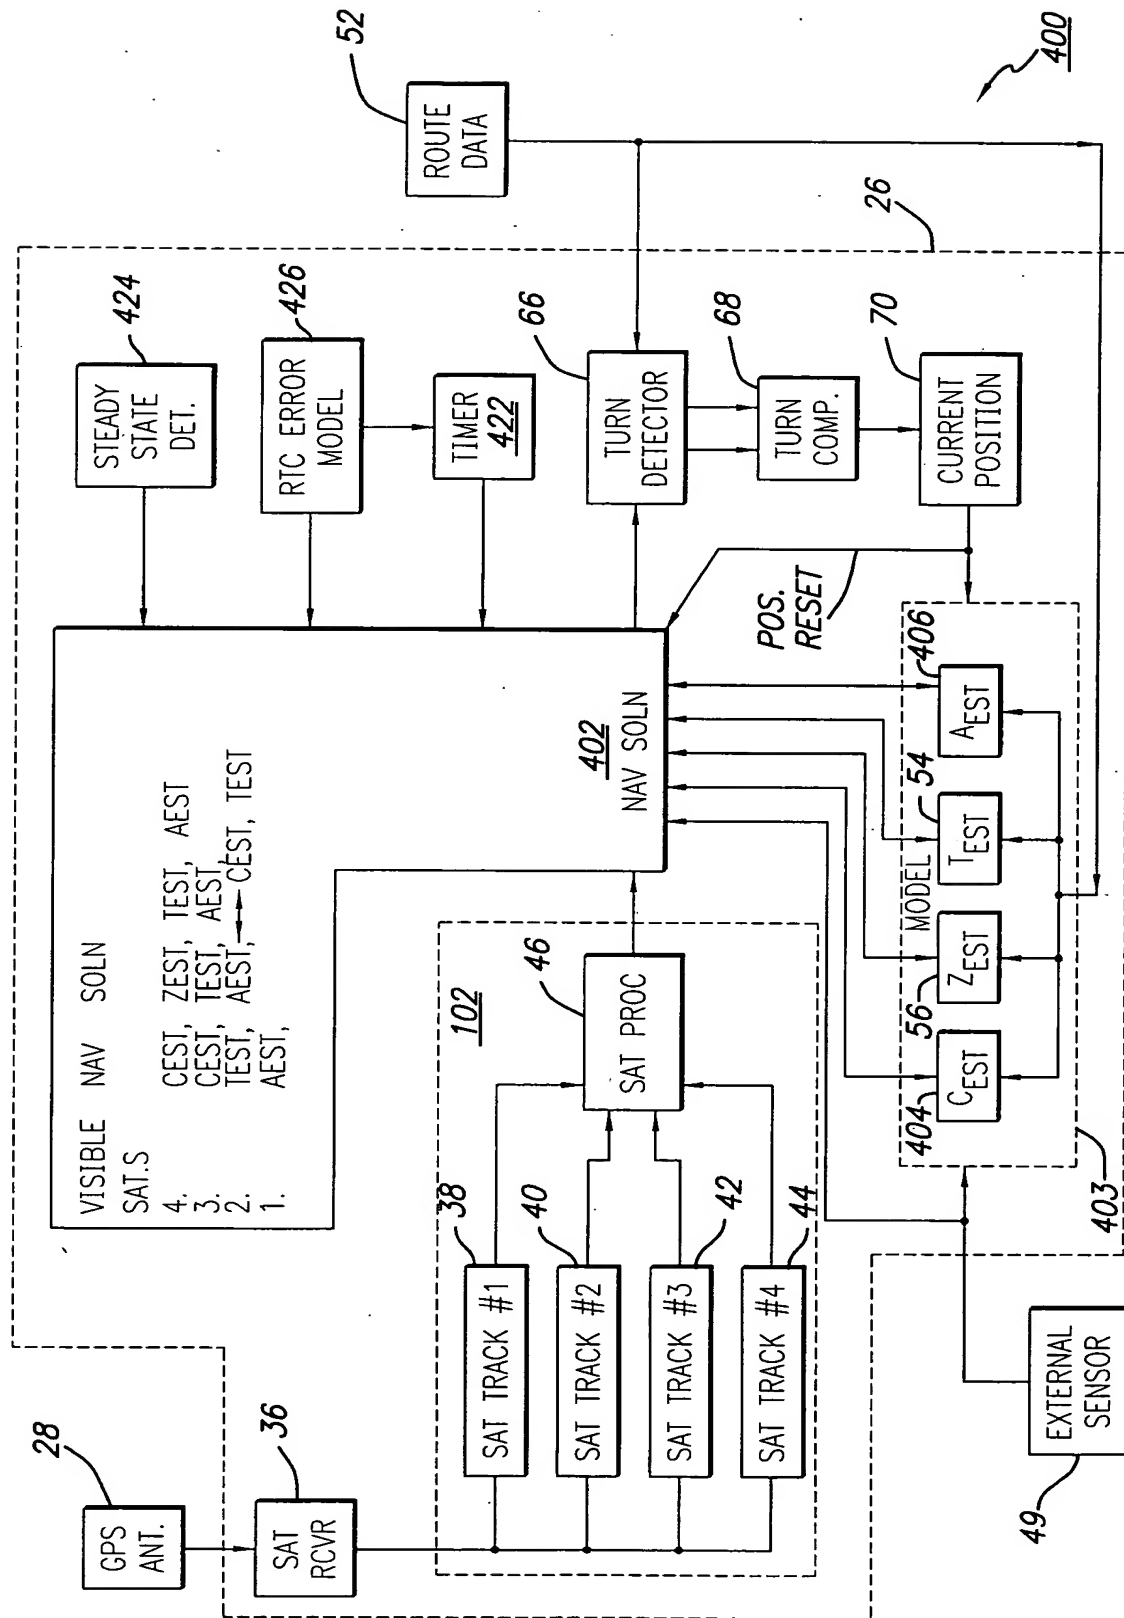 28
GPS
ANT.
36
SAT
RCVR
VISIBLE NAV SOLN
SAT.S
4. CEST, ZEST, TEST, AEST
3. CEST, TEST, AEST,
2. TEST, AEST, CEST, TEST
1. AEST,
402
NAV SOLN
424
STEADY
STATE
DET.
426
RTC ERROR
MODEL
TIMER
422
52
ROUTE
DATA
66
TURN
DETECTOR
68
TURN
COMP.
70
CURRENT
POSITION
26
400
POS.
RESET
102
38
SAT TRACK #1
40
SAT TRACK #2
42
SAT TRACK #3
44
SAT TRACK #4
46
SAT PROC
MODEL
404
CEST
56
ZEST
54
TEST
406
AEST
403
EXTERNAL
SENSOR
49